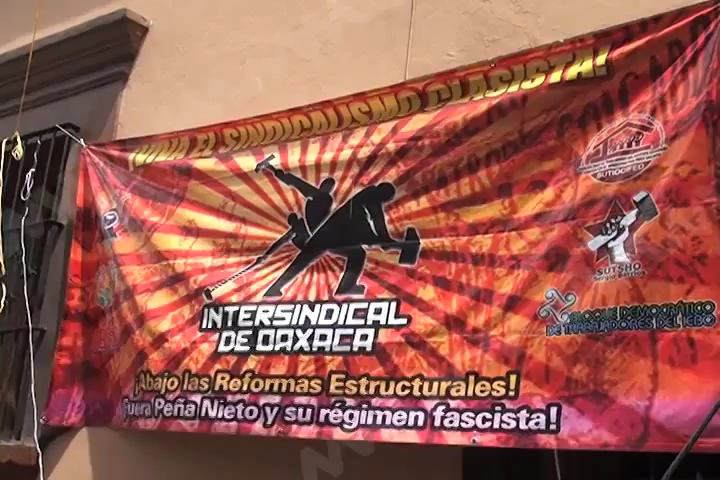 ¡VIVA EL SINDICALISMO CLASISTA!
INTERSINDICAL
DE OAXACA
¡Abajo las Reformas Estructurales!
¡Fuera Peña Nieto y su régimen fascista!
SUTIDIFEO
SUTSHO
BLOQUE DEMOCRÁTICO
DE TRABAJADORES DEL IEBO